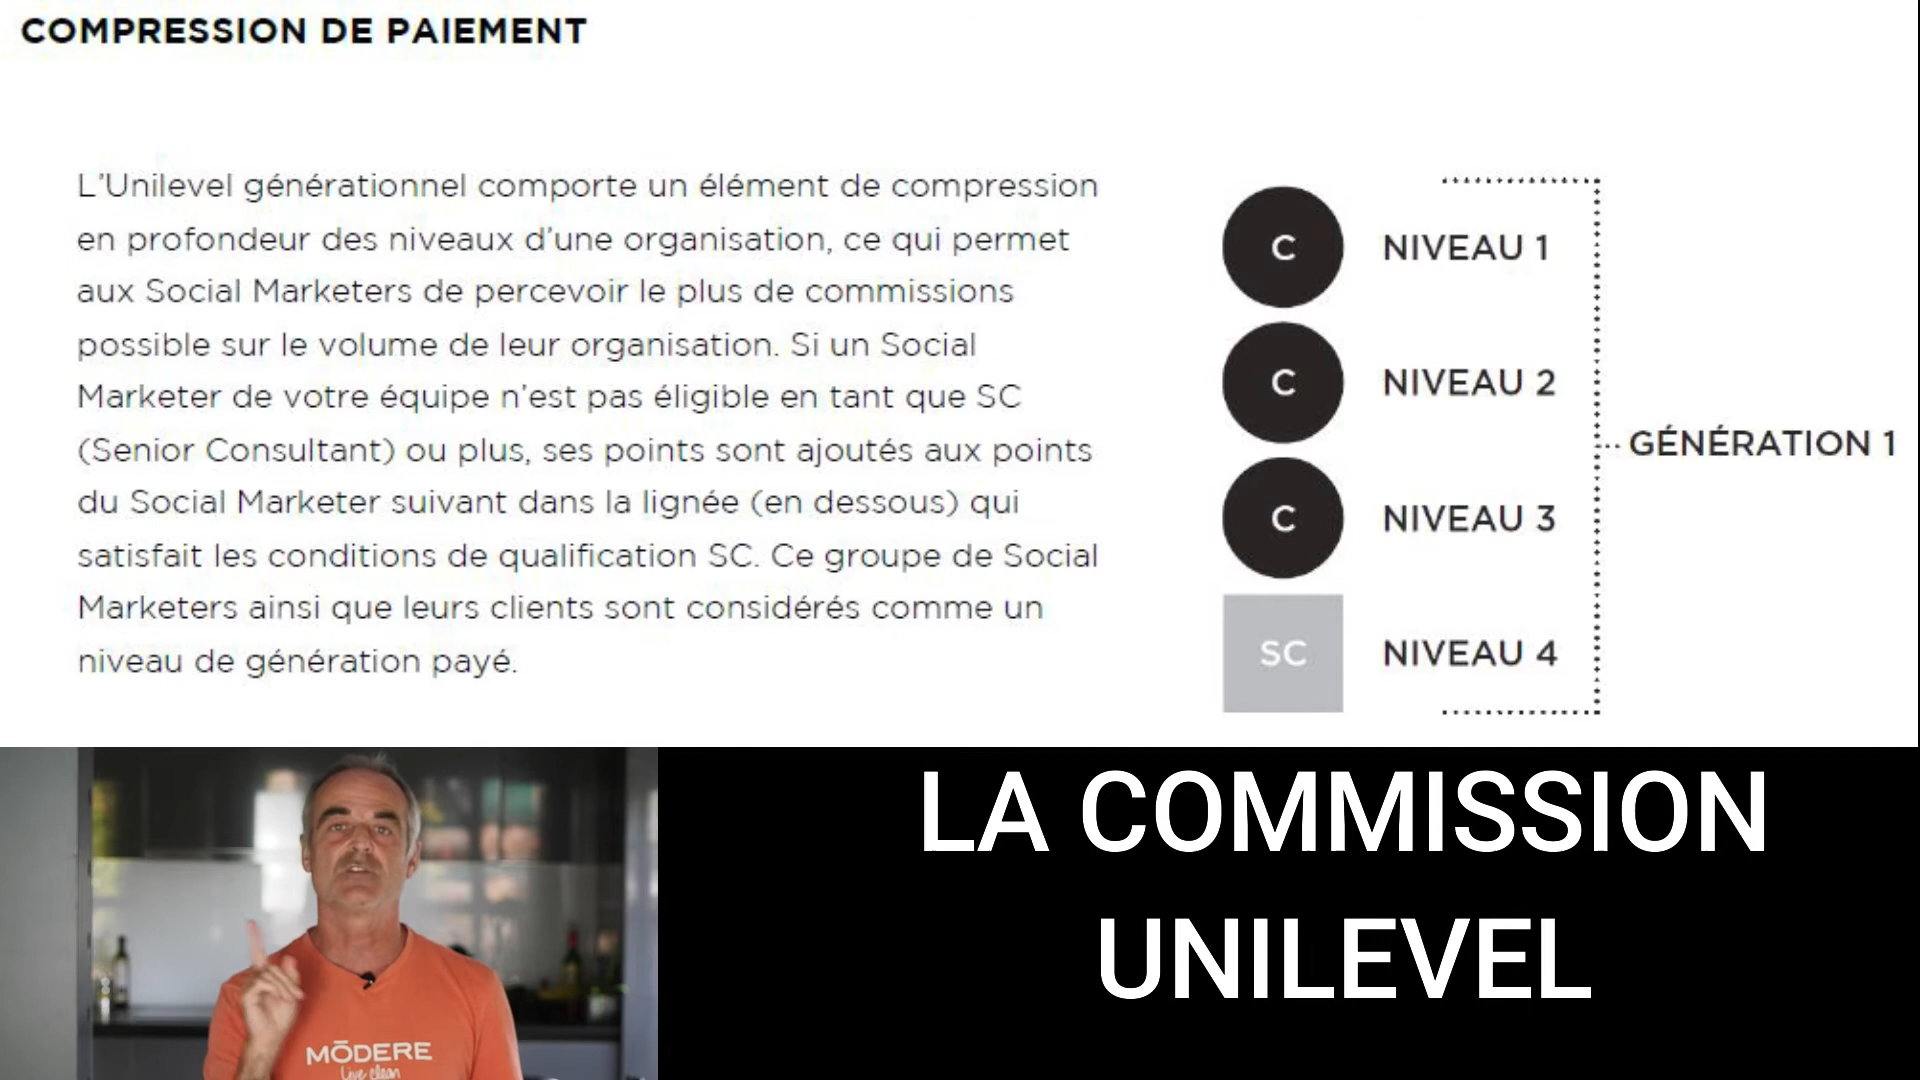 COMPRESSION DE PAIEMENT
L'Unilevel générationnel comporte un élément de compression
en profondeur des niveaux d'une organisation, ce qui permet
aux Social Marketers de percevoir le plus de commissions
possible sur le volume de leur organisation. Si un Social
Marketer de votre équipe n'est pas éligible en tant que SC
(Senior Consultant) ou plus, ses points sont ajoutés aux points
du Social Marketer suivant dans la lignée (en dessous) qui
satisfait les conditions de qualification SC. Ce groupe de Social
Marketers ainsi que leurs clients sont considérés comme un
niveau de génération payé.
C NIVEAU 1
C NIVEAU 2
C NIVEAU 3
SC NIVEAU 4
GÉNÉRATION 1
MŌDERE
Live clean
LA COMMISSION
UNILEVEL